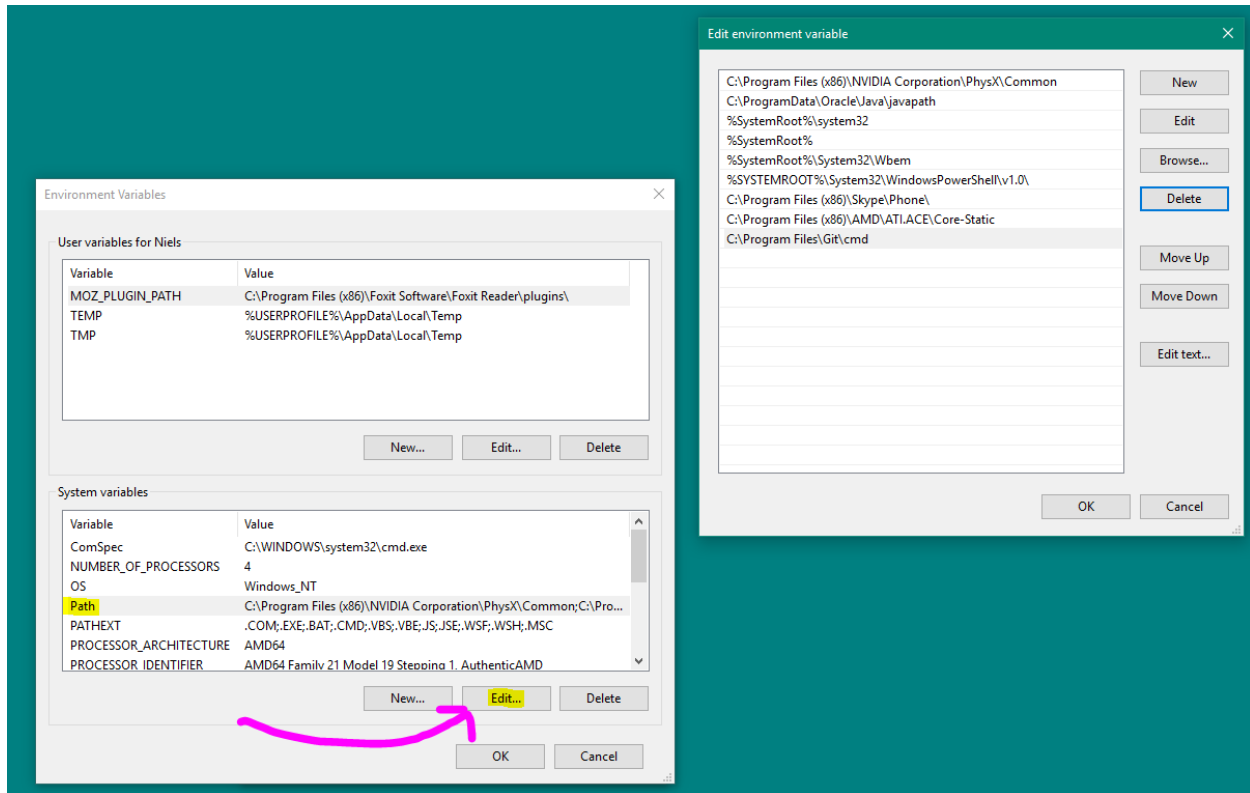 Edit environment variable
C:\Program Files (x86)\NVIDIA Corporation\PhysX\Common
New
C:\ProgramData\Oracle\Java\javapath
%SystemRoot%\system32
Edit
%SystemRoot%
%SystemRoot%\System32\Wbem
Browse...
%SYSTEMROOT%\System32\WindowsPowerShell\v1.0\
C:\Program Files (x86)\Skype\Phone\
Delete
C:\Program Files (x86)\AMD\ATI.ACE\Core-Static
C:\Program Files\Git\cmd
Move Up
Move Down
Edit text...
OK Cancel
Environment Variables
User variables for Niels
Variable Value
MOZ_PLUGIN_PATH C:\Program Files (x86)\Foxit Software\Foxit Reader\plugins\
TEMP %USERPROFILE%\AppData\Local\Temp
TMP %USERPROFILE%\AppData\Local\Temp
New... Edit... Delete
System variables
Variable Value
ComSpec C:\WINDOWS\system32\cmd.exe
NUMBER_OF_PROCESSORS 4
OS Windows_NT
Path C:\Program Files (x86)\NVIDIA Corporation\PhysX\Common;C:\Pro...
PATHEXT .COM;.EXE;.BAT;.CMD;.VBS;.VBE;.JS;.JSE;.WSF;.WSH;.MSC
PROCESSOR_ARCHITECTURE AMD64
PROCESSOR_IDENTIFIER AMD64 Family 21 Model 19 Stepping 1, AuthenticAMD
New... Edit... Delete
OK Cancel